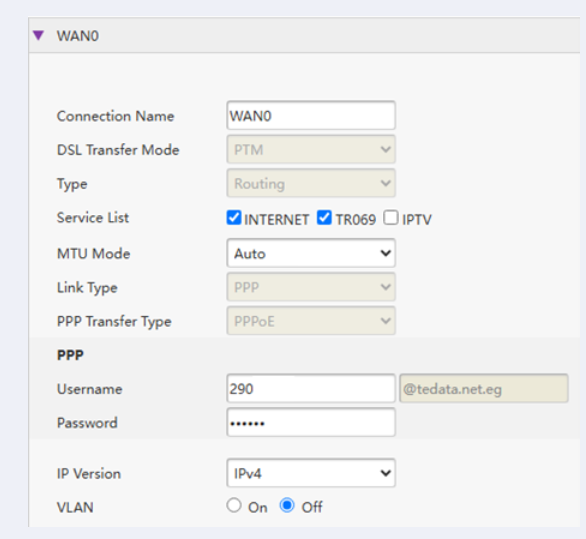 WAN0
Connection Name WAN0
DSL Transfer Mode PTM
Type Routing
Service List INTERNET TR069 IPTV
MTU Mode Auto
Link Type PPP
PPP Transfer Type PPPoE
PPP
Username 290 @tedata.net.eg
Password ••••••
IP Version IPv4
VLAN On Off